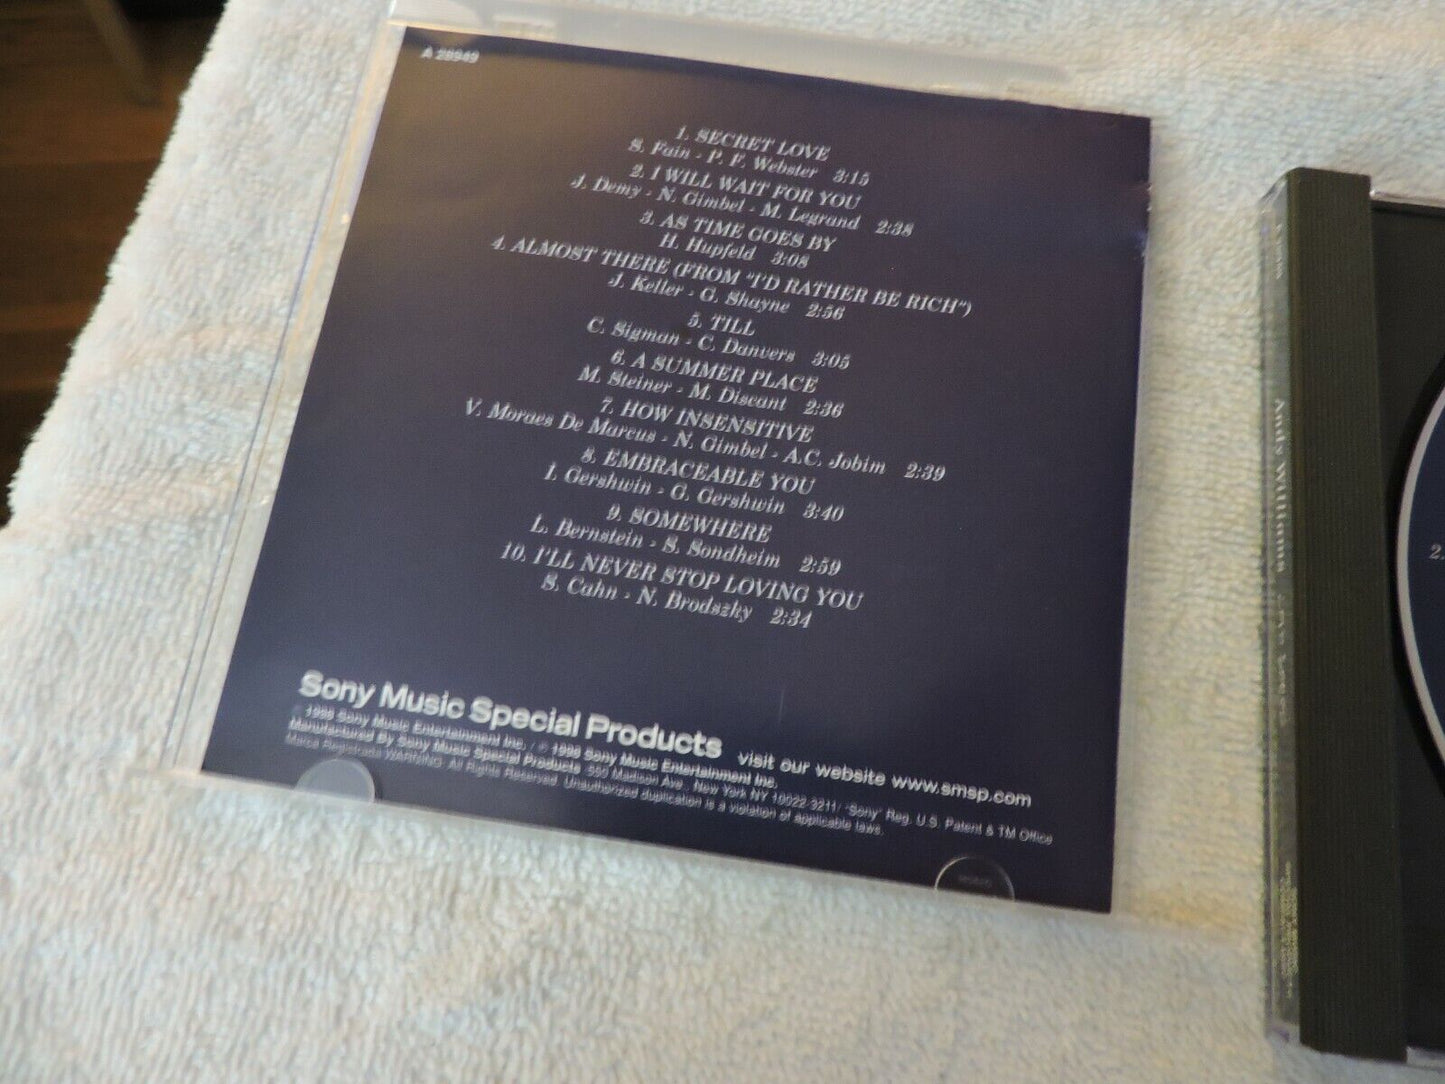 A 28949
1. SECRET LOVE
S. Fain - P. F. Webster 3:15
2. I WILL WAIT FOR YOU
J. Demy - N. Gimbel - M. Legrand 2:38
3. AS TIME GOES BY
H. Hupfeld 3:08
4. ALMOST THERE (FROM "I'D RATHER BE RICH")
J. Keller - G. Shayne 2:56
5. TILL
C. Sigman - C. Danvers 3:05
6. A SUMMER PLACE
M. Steiner - M. Discant 2:36
7. HOW INSENSITIVE
V. Moraes De Marcus - N. Gimbel - A.C. Jobim 2:39
8. EMBRACEABLE YOU
I. Gershwin - G. Gershwin 3:40
9. SOMEWHERE
L. Bernstein - S. Sondheim 2:59
10. I'LL NEVER STOP LOVING YOU
S. Cahn - N. Brodszky 2:34
Sony Music Special Products visit our website www.smsp.com
1998 Sony Music Entertainment Inc. / © 1998 Sony Music Entertainment Inc.
Manufactured By Sony Music Special Products 550 Madison Ave., New York NY 10022-3211/ "Sony" Reg. U.S. Patent & TM Office
Marca Registrada WARNING: All Rights Reserved. Unauthorized duplication is a violation of applicable laws.
Andy Williams
2.